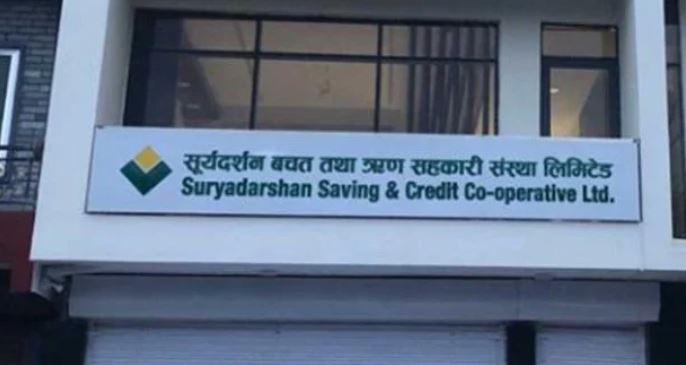 सूर्यदर्शन बचत तथा ऋण सहकारी संस्था लिमिटेड
Suryadarshan Saving & Credit Co-operative Ltd.